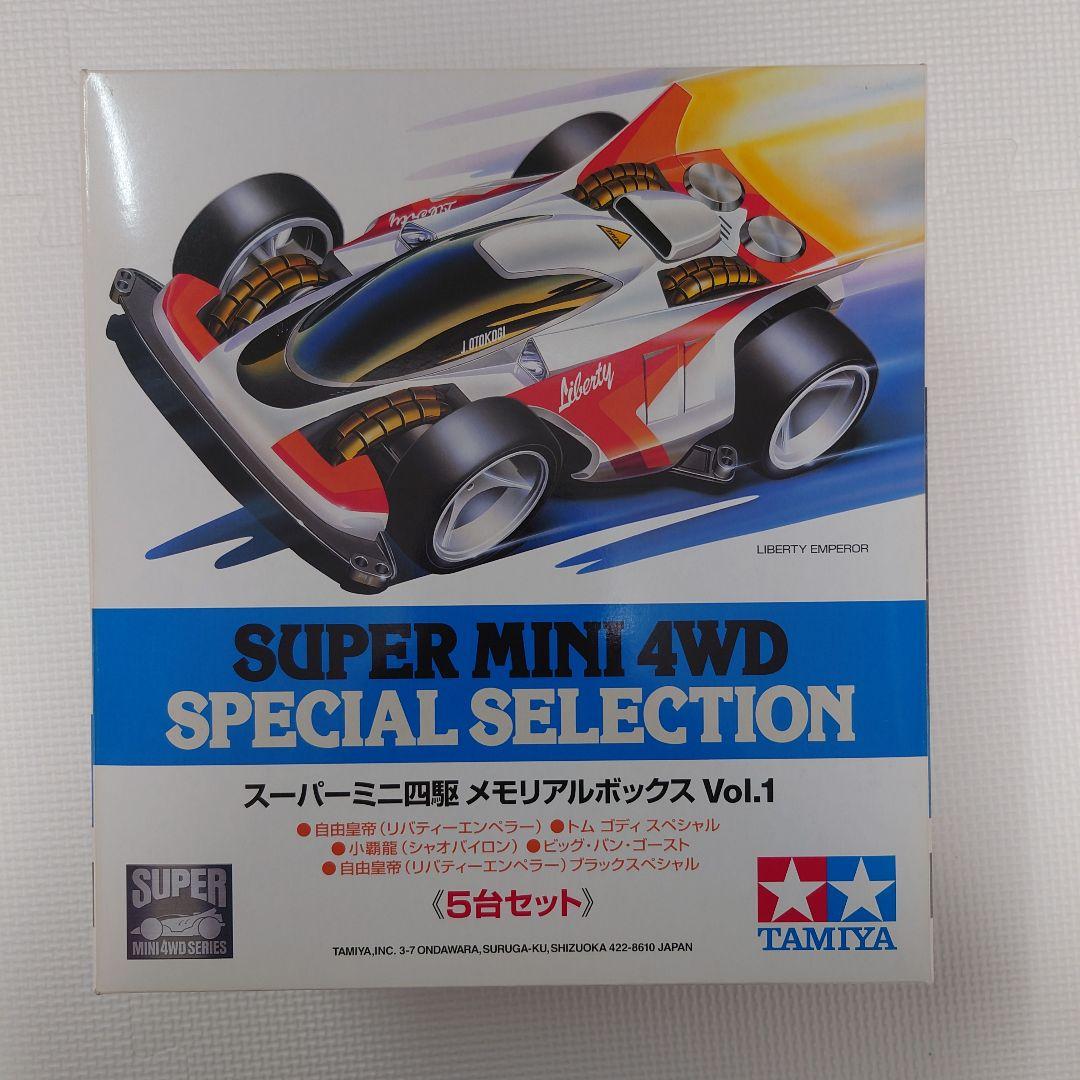 Liberty
J.OTOKOGI
Liberty
LIBERTY EMPEROR
SUPER MINI 4WD
SPECIAL SELECTION
スーパーミニ四駆 メモリアルボックス Vol.1
●自由皇帝（リバティーエンペラー） ●トム ゴディ スペシャル
●小覇龍（シャオパイロン） ●ビッグ・バン・ゴースト
●自由皇帝（リバティーエンペラー）ブラックスペシャル
《5台セット》
SUPER
MINI 4WD SERIES
TAMIYA
TAMIYA,INC. 3-7 ONDAWARA, SURUGA-KU, SHIZUOKA 422-8610 JAPAN